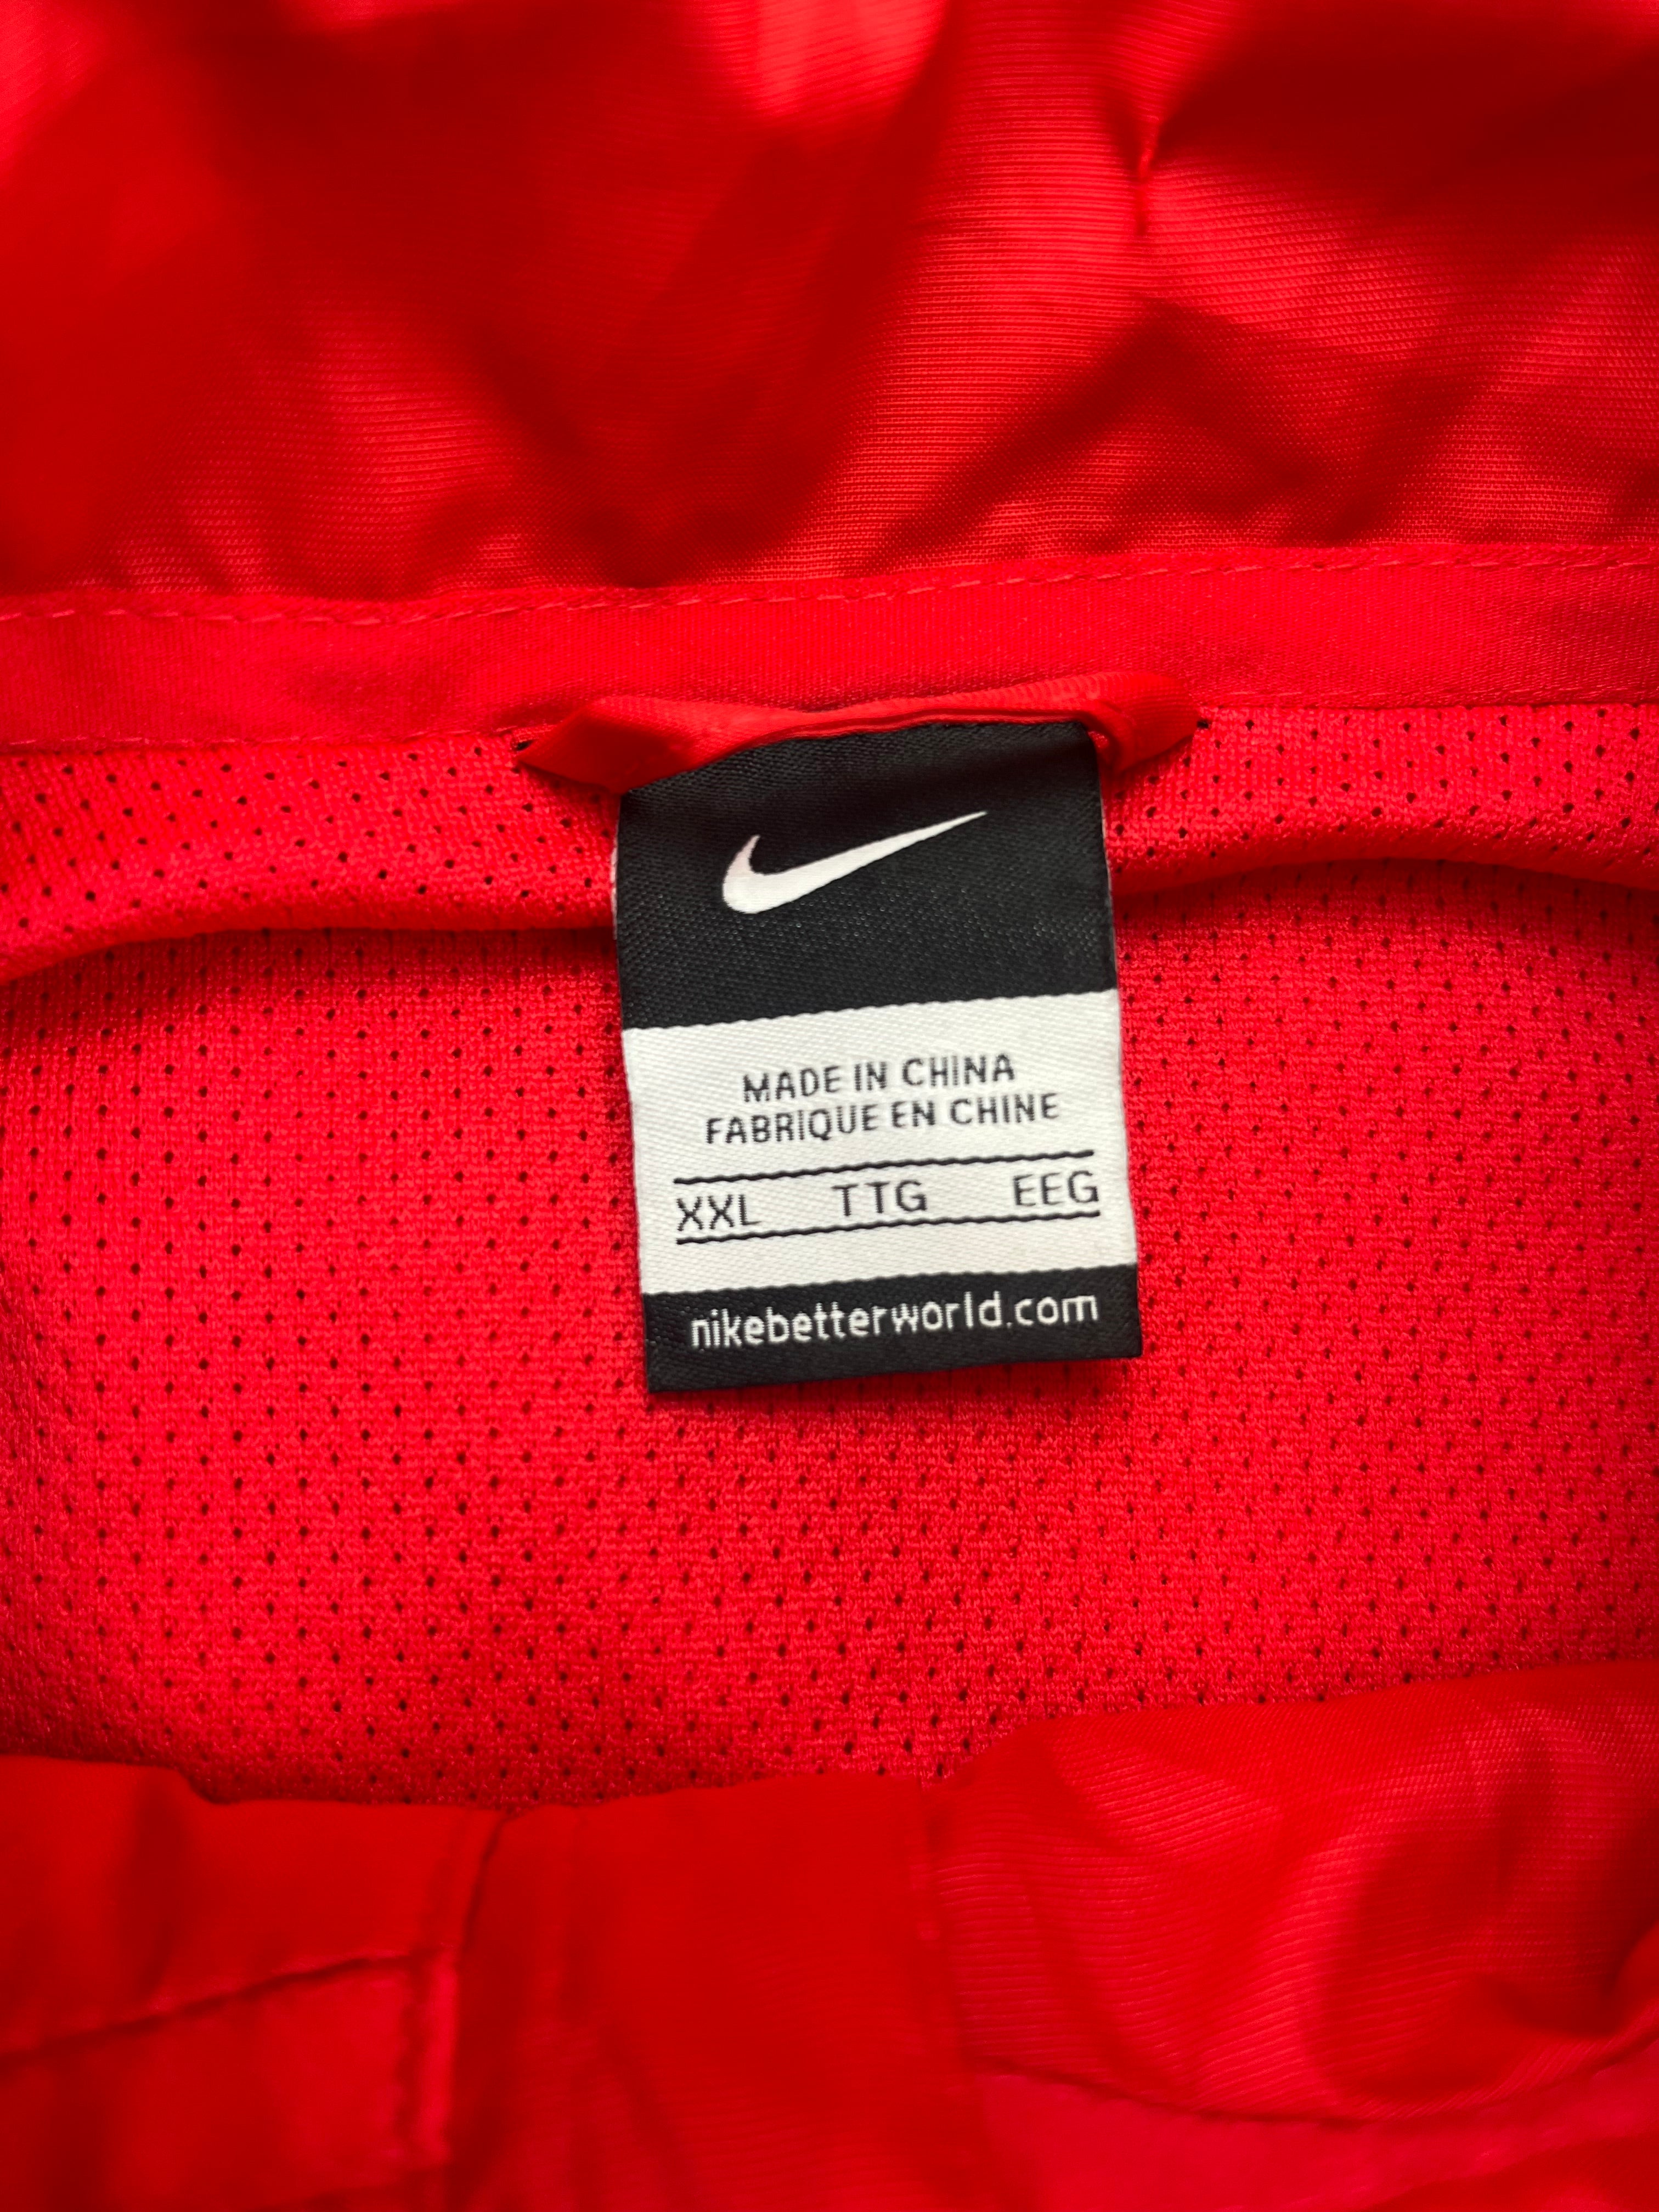 MADE IN CHINA
FABRIQUE EN CHINE
XXL TTG EEG
nikebetterworld.com